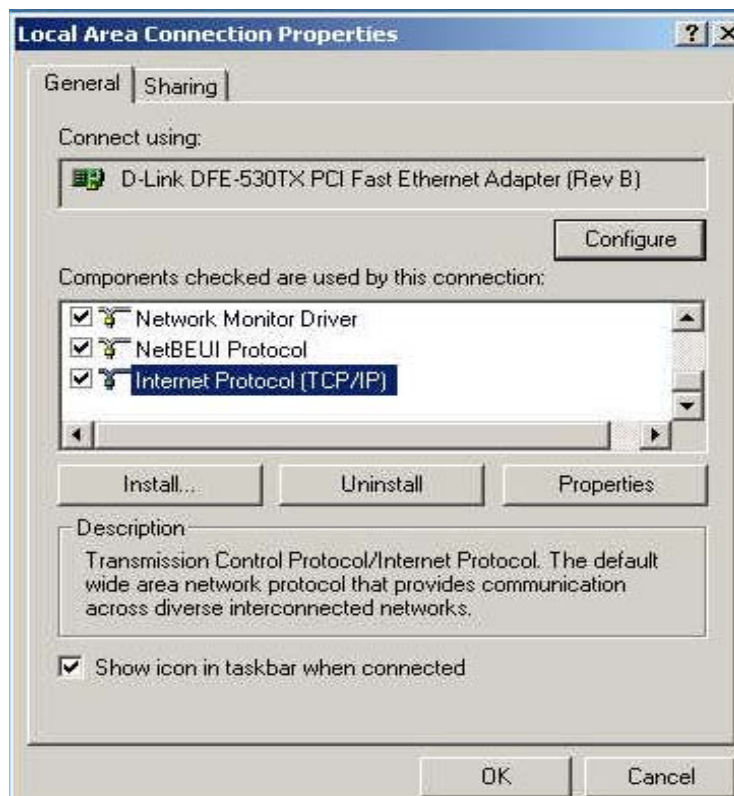 Local Area Connection Properties
General Sharing
Connect using:
D-Link DFE-530TX PCI Fast Ethernet Adapter (Rev B)
Configure
Components checked are used by this connection:
Network Monitor Driver
NetBEUI Protocol
Internet Protocol (TCP/IP)
Install... Uninstall Properties
Description
Transmission Control Protocol/Internet Protocol. The default
wide area network protocol that provides communication
across diverse interconnected networks.
Show icon in taskbar when connected
OK Cancel